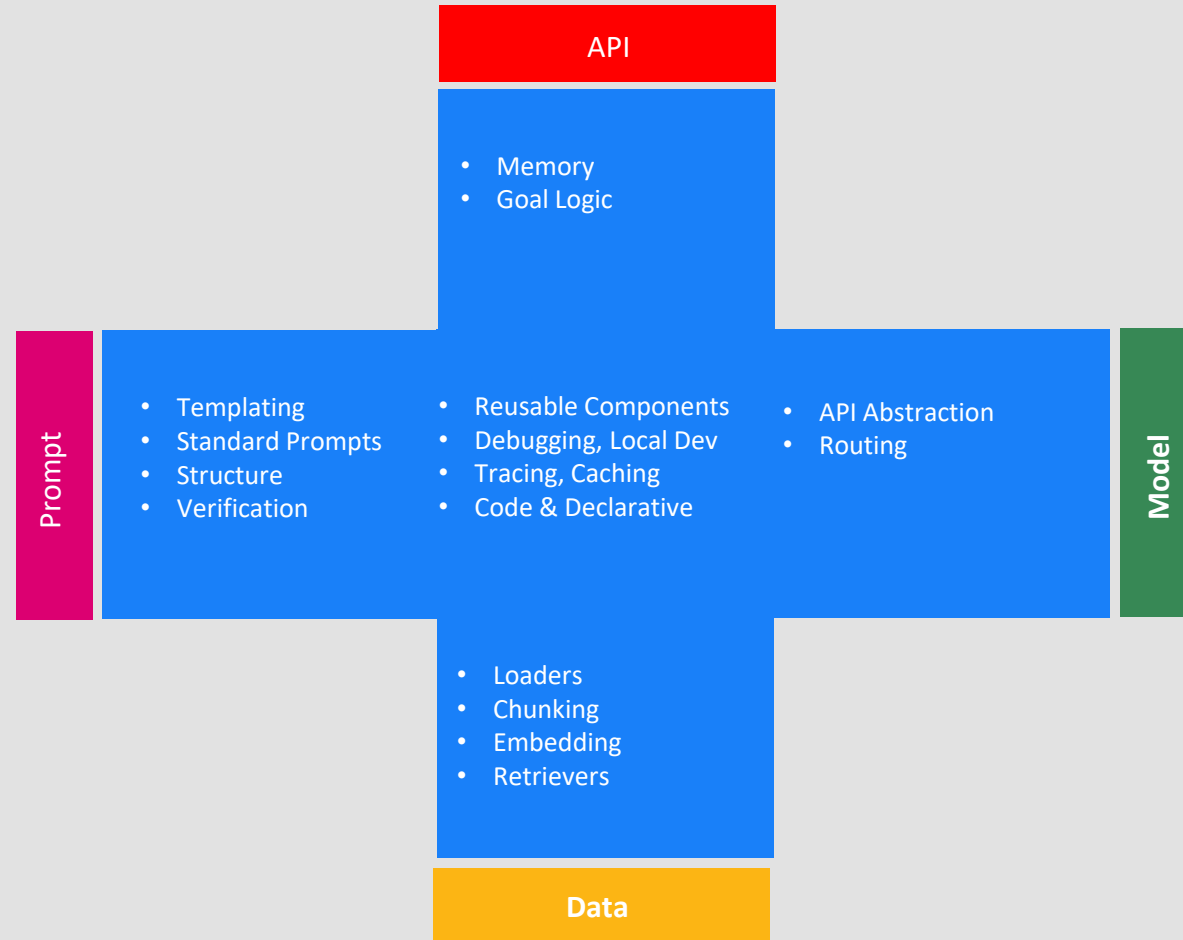 API
• Memory
• Goal Logic
Prompt
• Templating
• Standard Prompts
• Structure
• Verification
• Reusable Components
• Debugging, Local Dev
• Tracing, Caching
• Code & Declarative
• API Abstraction
• Routing
Model
• Loaders
• Chunking
• Embedding
• Retrievers
Data